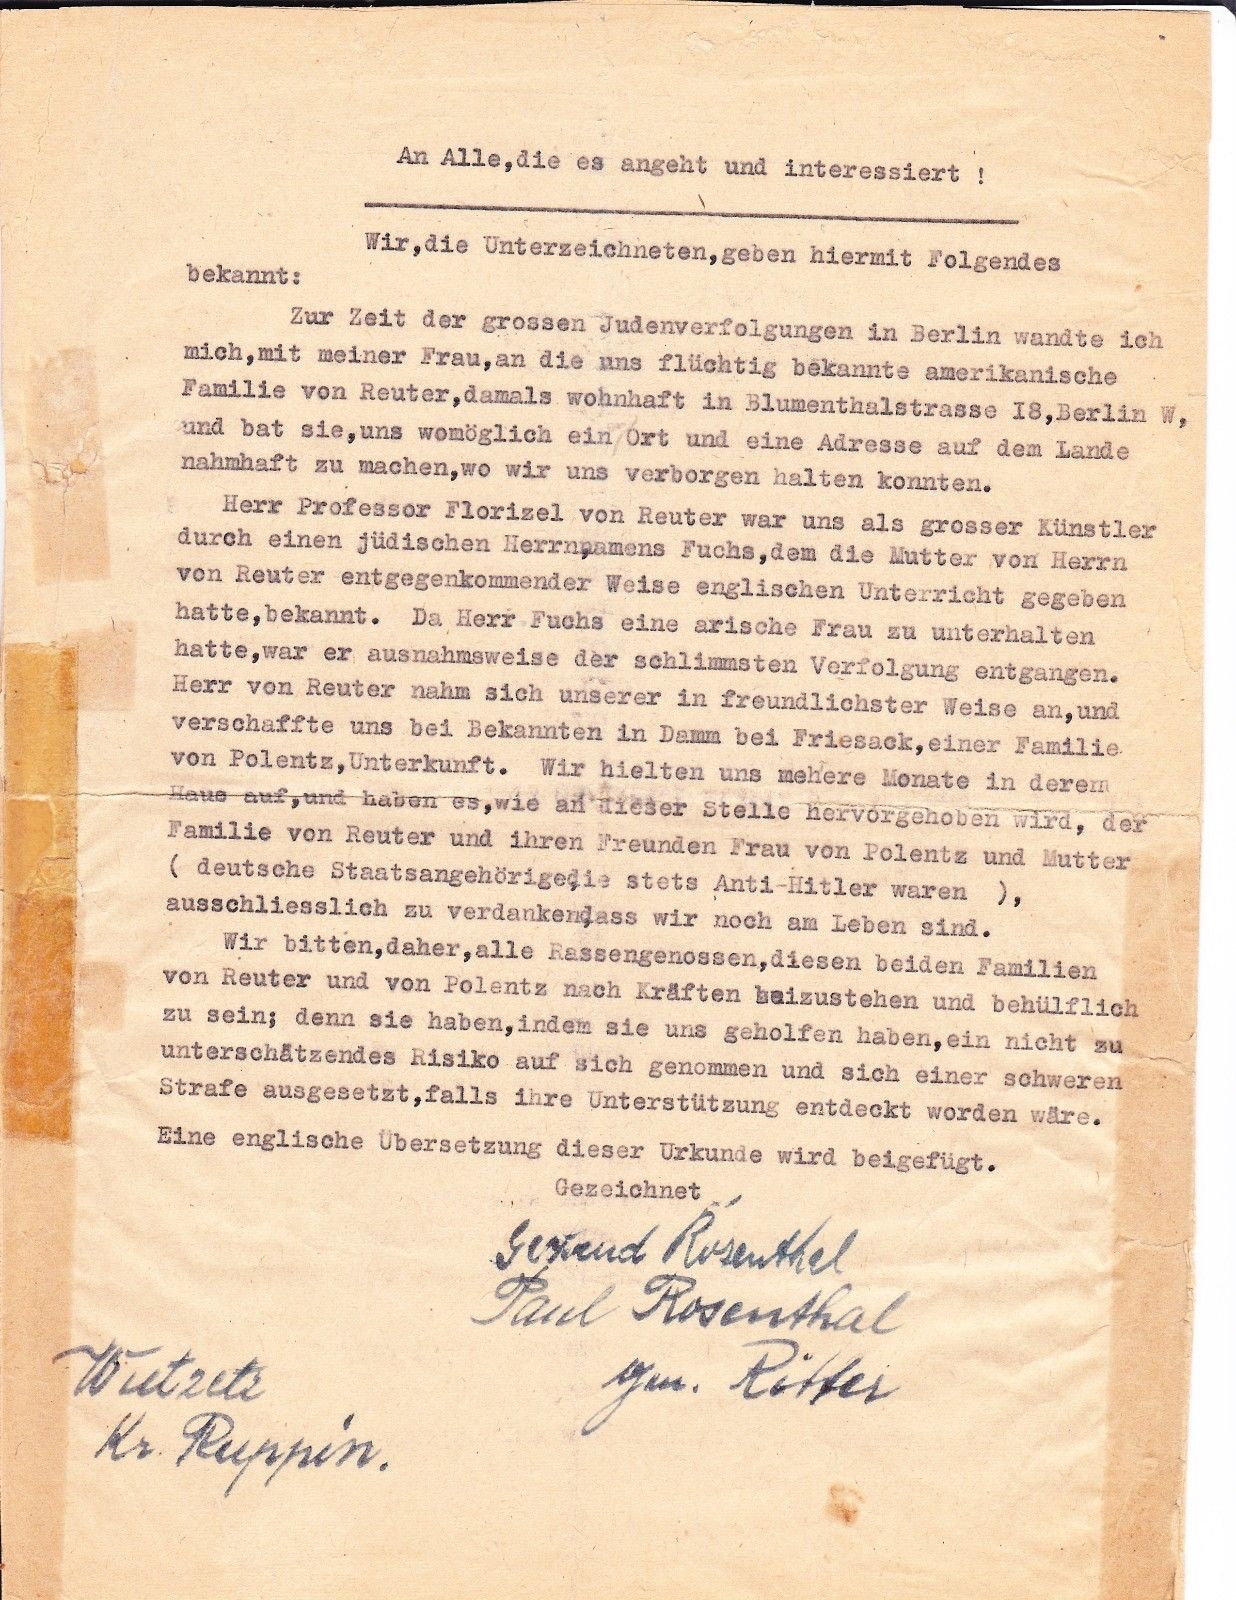 An Alle,die es angeht und interessiert !
Wir,die Unterzeichneten,geben hiermit Folgendes
bekannt:
Zur Zeit der grossen Judenverfolgungen in Berlin wandte ich
mich,mit meiner Frau,an die uns flüchtig bekannte amerikanische
Familie von Reuter,damals wohnhaft in Blumenthalstrasse I8,Berlin W,
und bat sie,uns womöglich ein Ort und eine Adresse auf dem Lande
nahmhaft zu machen,wo wir uns verborgen halten konnten.
Herr Professor Florizel von Reuter war uns als grosser Künstler
durch einen jüdischen Herrn,namens Fuchs,dem die Mutter von Herrn
von Reuter entgegenkommender Weise englischen Unterricht gegeben
hatte,bekannt. Da Herr Fuchs eine arische Frau zu unterhalten
hatte,war er ausnahmsweise der schlimmsten Verfolgung entgangen.
Herr von Reuter nahm sich unserer in freundlichster Weise an,und
verschaffte uns bei Bekannten in Damm bei Friesack,einer Familie
von Polentz,Unterkunft. Wir hielten uns mehere Monate in derem
Haus auf,und haben es,wie an dieser Stelle hervorgehoben wird, der
Familie von Reuter und ihren Freunden Frau von Polentz und Mutter
( deutsche Staatsangehörige,die stets Anti-Hitler waren ),
ausschliesslich zu verdanken,dass wir noch am Leben sind.
Wir bitten,daher,alle Rassengenossen,diesen beiden Familien
von Reuter und von Polentz nach Kräften beizustehen und behülflich
zu sein; denn sie haben,indem sie uns geholfen haben,ein nicht zu
unterschätzendes Risiko auf sich genommen und sich einer schweren
Strafe ausgesetzt,falls ihre Unterstützung entdeckt worden wäre.
Eine englische Übersetzung dieser Urkunde wird beigefügt.
Gezeichnet
Rosenthal
Paul Rosenthal
gen. Ritter
Kr. Ruppin.